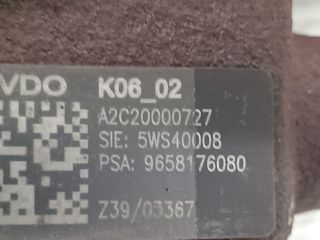 VDO K06_02
A2C20000727
SIE: 5WS40008
PSA: 9658176080
Z39/03367